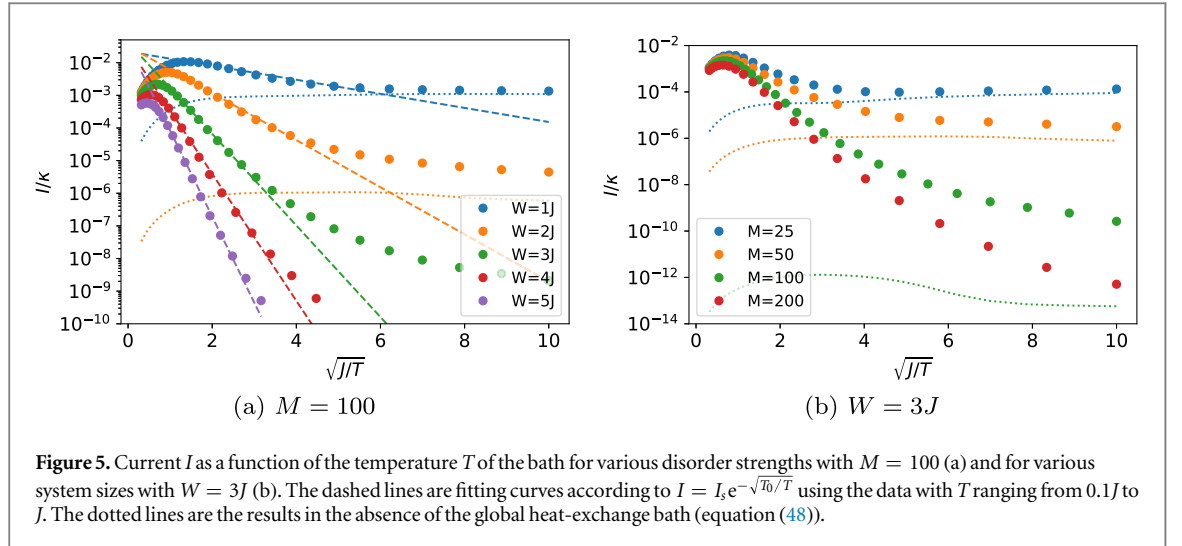 10⁻²
10⁻³
10⁻⁴
10⁻⁵
10⁻⁶
10⁻⁷
10⁻⁸
10⁻⁹
10⁻¹⁰
I/κ
0
2
4
6
8
10
√J/T
W=1J
W=2J
W=3J
W=4J
W=5J
(a) M = 100
10⁻²
10⁻⁴
10⁻⁶
10⁻⁸
10⁻¹⁰
10⁻¹²
10⁻¹⁴
I/κ
0
2
4
6
8
10
√J/T
M=25
M=50
M=100
M=200
(b) W = 3J
Figure 5. Current I as a function of the temperature T of the bath for various disorder strengths with M = 100 (a) and for various
system sizes with W = 3J (b). The dashed lines are fitting curves according to I = Iₛe^−√T₀/T using the data with T ranging from 0.1J to
J. The dotted lines are the results in the absence of the global heat-exchange bath (equation (48)).